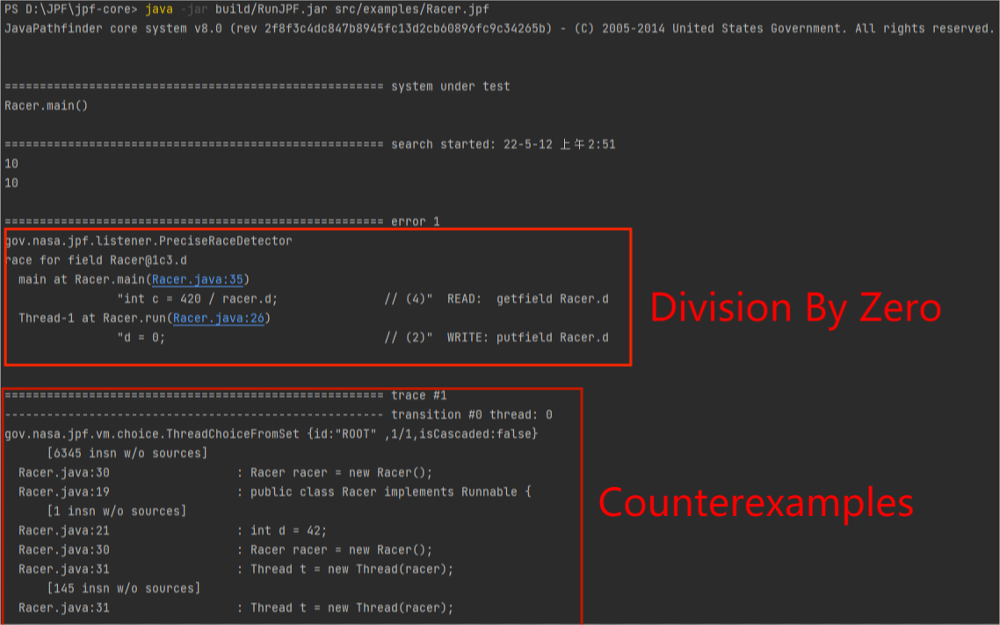 PS D:\JPF\jpf-core> java -jar build/RunJPF.jar src/examples/Racer.jpf
JavaPathfinder core system v8.0 (rev 2f8f3c4dc847b8945fc13d2cb60896fc9c34265b) - (C) 2005-2014 United States Government. All rights reserved.
====================================================== system under test
Racer.main()
====================================================== search started: 22-5-12 上午2:51
10
10
====================================================== error 1
gov.nasa.jpf.listener.PreciseRaceDetector
race for field Racer@1c3.d
main at Racer.main(Racer.java:35)
"int c = 420 / racer.d;               // (4)"  READ:  getfield Racer.d
Thread-1 at Racer.run(Racer.java:26)
"d = 0;                               // (2)"  WRITE: putfield Racer.d
Division By Zero
====================================================== trace #1
------------------------------------------------------ transition #0 thread: 0
gov.nasa.jpf.vm.choice.ThreadChoiceFromSet {id:"ROOT" ,1/1,isCascaded:false}
[6345 insn w/o sources]
Racer.java:30                  : Racer racer = new Racer();
Racer.java:19                  : public class Racer implements Runnable {
[1 insn w/o sources]
Racer.java:21                  : int d = 42;
Racer.java:30                  : Racer racer = new Racer();
Racer.java:31                  : Thread t = new Thread(racer);
[145 insn w/o sources]
Racer.java:31                  : Thread t = new Thread(racer);
Counterexamples